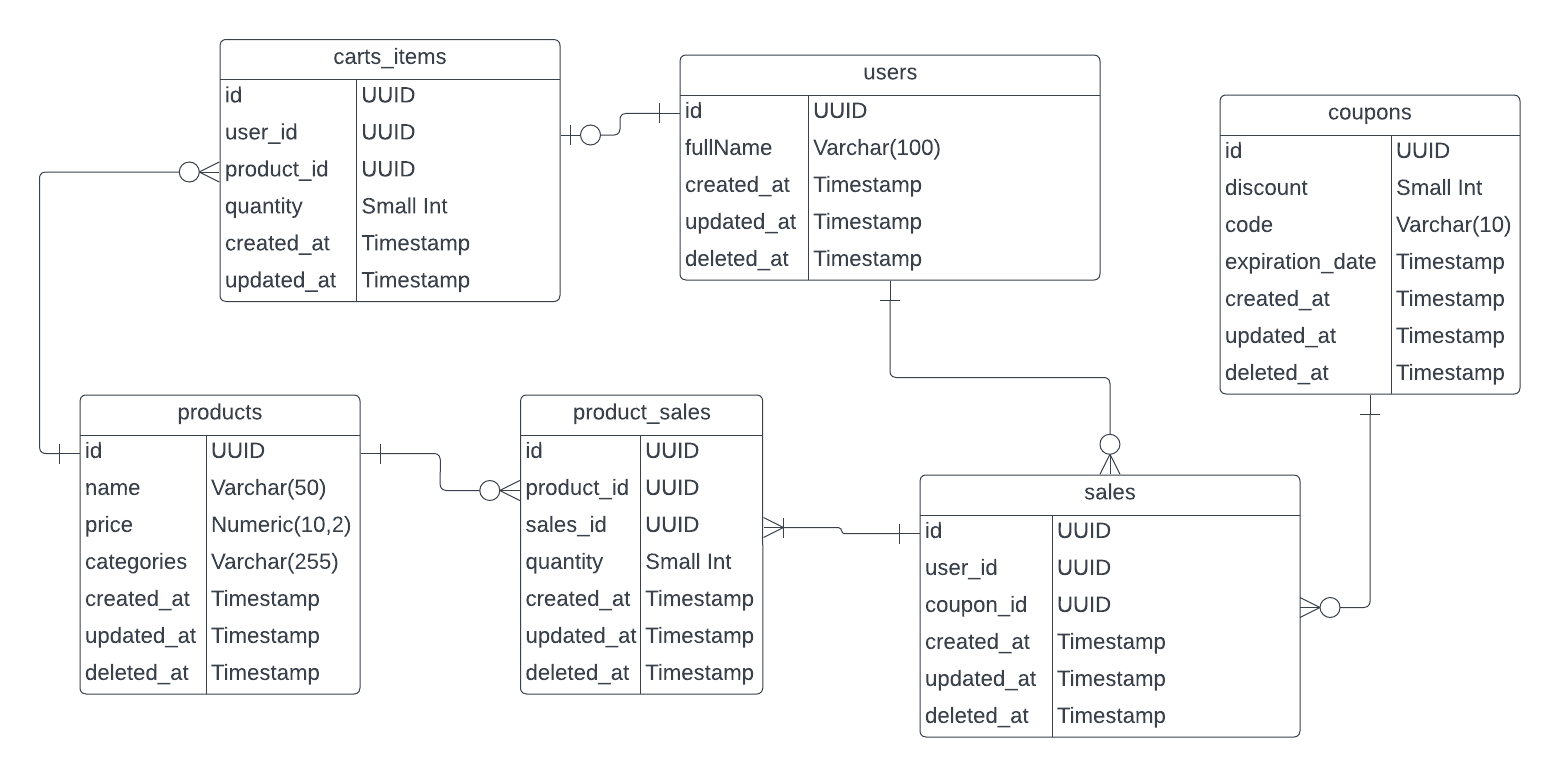 carts_items
id UUID
user_id UUID
product_id UUID
quantity Small Int
created_at Timestamp
updated_at Timestamp
users
id UUID
fullName Varchar(100)
created_at Timestamp
updated_at Timestamp
deleted_at Timestamp
coupons
id UUID
discount Small Int
code Varchar(10)
expiration_date Timestamp
created_at Timestamp
updated_at Timestamp
deleted_at Timestamp
products
id UUID
name Varchar(50)
price Numeric(10,2)
categories Varchar(255)
created_at Timestamp
updated_at Timestamp
deleted_at Timestamp
product_sales
id UUID
product_id UUID
sales_id UUID
quantity Small Int
created_at Timestamp
updated_at Timestamp
deleted_at Timestamp
sales
id UUID
user_id UUID
coupon_id UUID
created_at Timestamp
updated_at Timestamp
deleted_at Timestamp